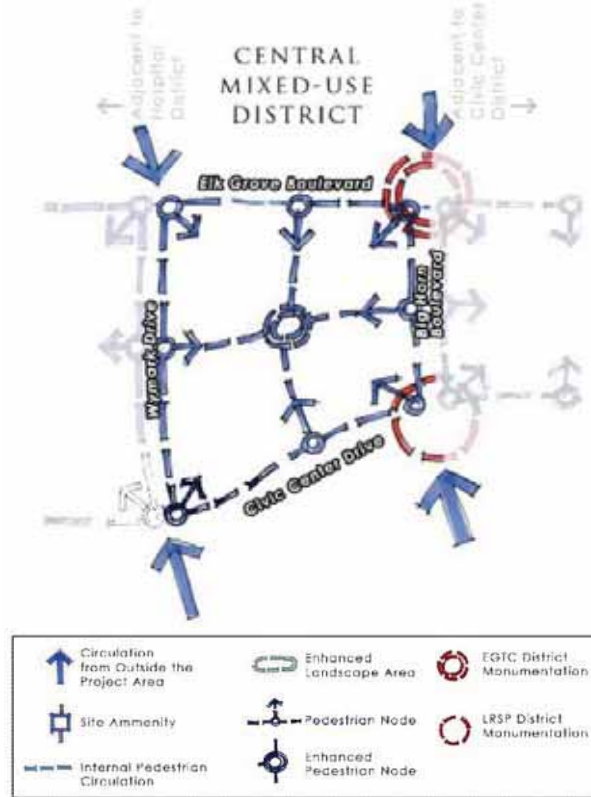 Adjacent to
Hospital
District
CENTRAL
MIXED-USE
DISTRICT
Adjacent to
Civic Center
District
Elk Grove Boulevard
Wymark Drive
Big Horn
Boulevard
Civic Center Drive
Circulation
from Outside the
Project Area
Site Ammenity
Internal Pedestrian
Circulation
Enhanced
Landscape Area
Pedestrian Node
Enhanced
Pedestrian Node
EGTC District
Monumentation
LRSP District
Monumentation